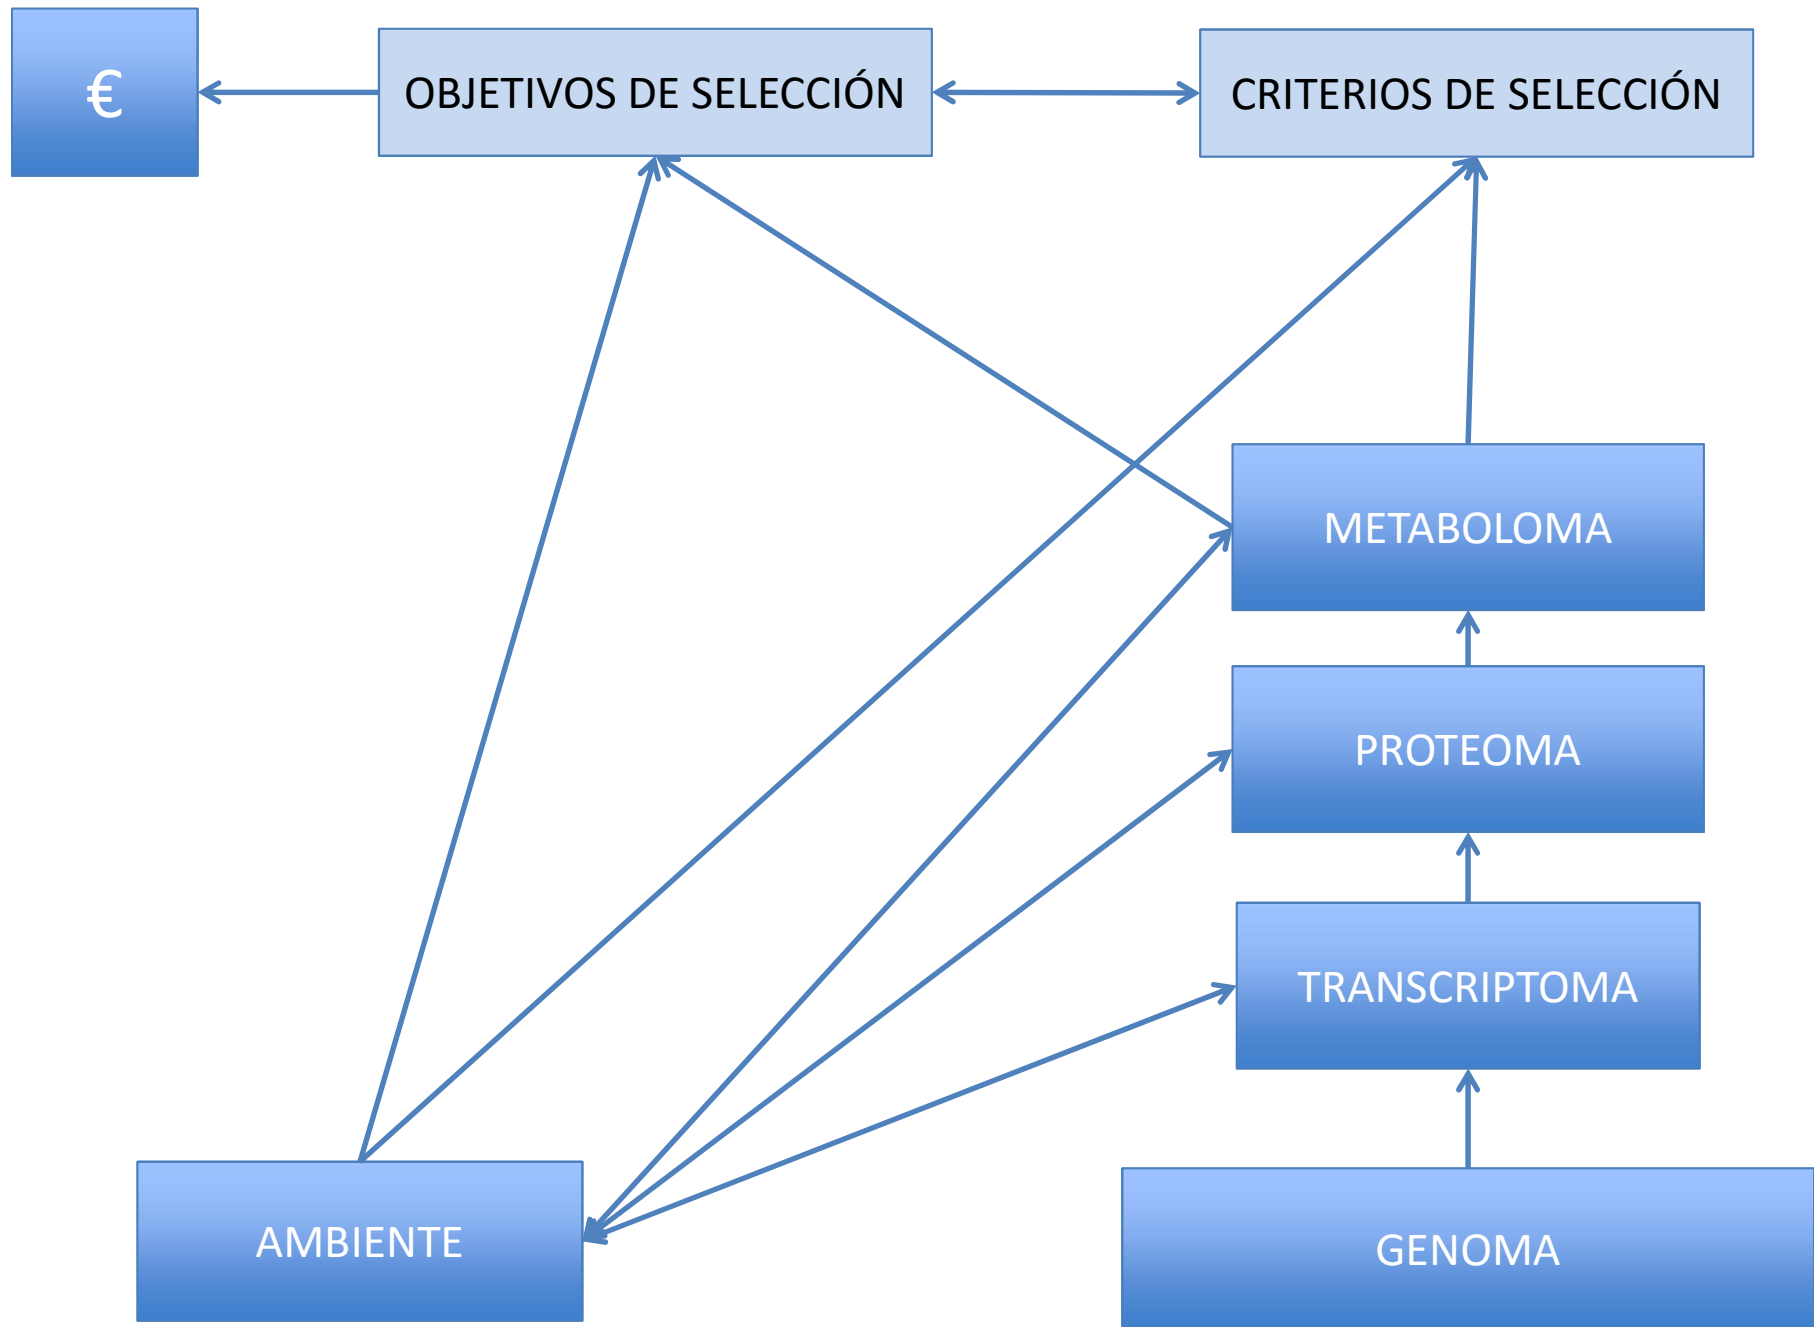 €
OBJETIVOS DE SELECCIÓN
CRITERIOS DE SELECCIÓN
METABOLOMA
PROTEOMA
TRANSCRIPTOMA
AMBIENTE
GENOMA